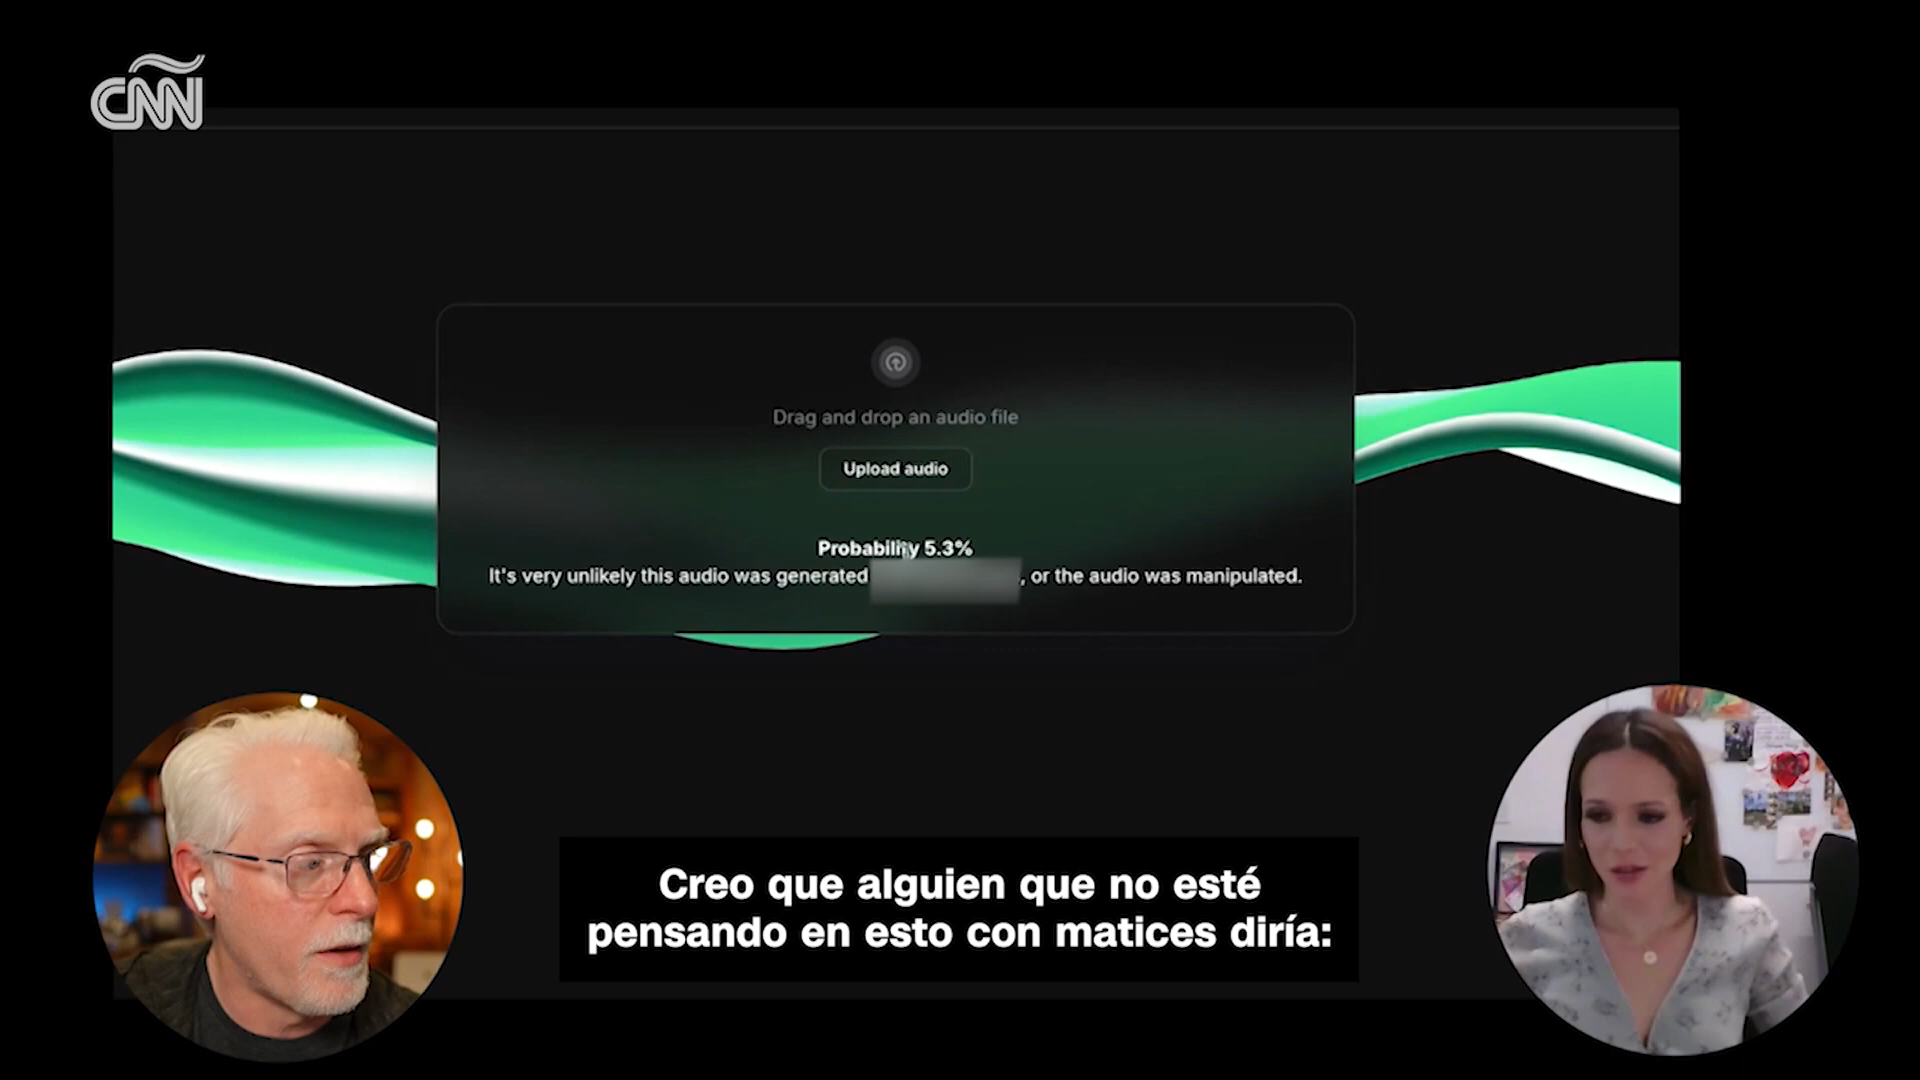 CNN
Drag and drop an audio file
Upload audio
Probability 5.3%
It's very unlikely this audio was generated , or the audio was manipulated.
Creo que alguien que no esté
pensando en esto con matices diría: